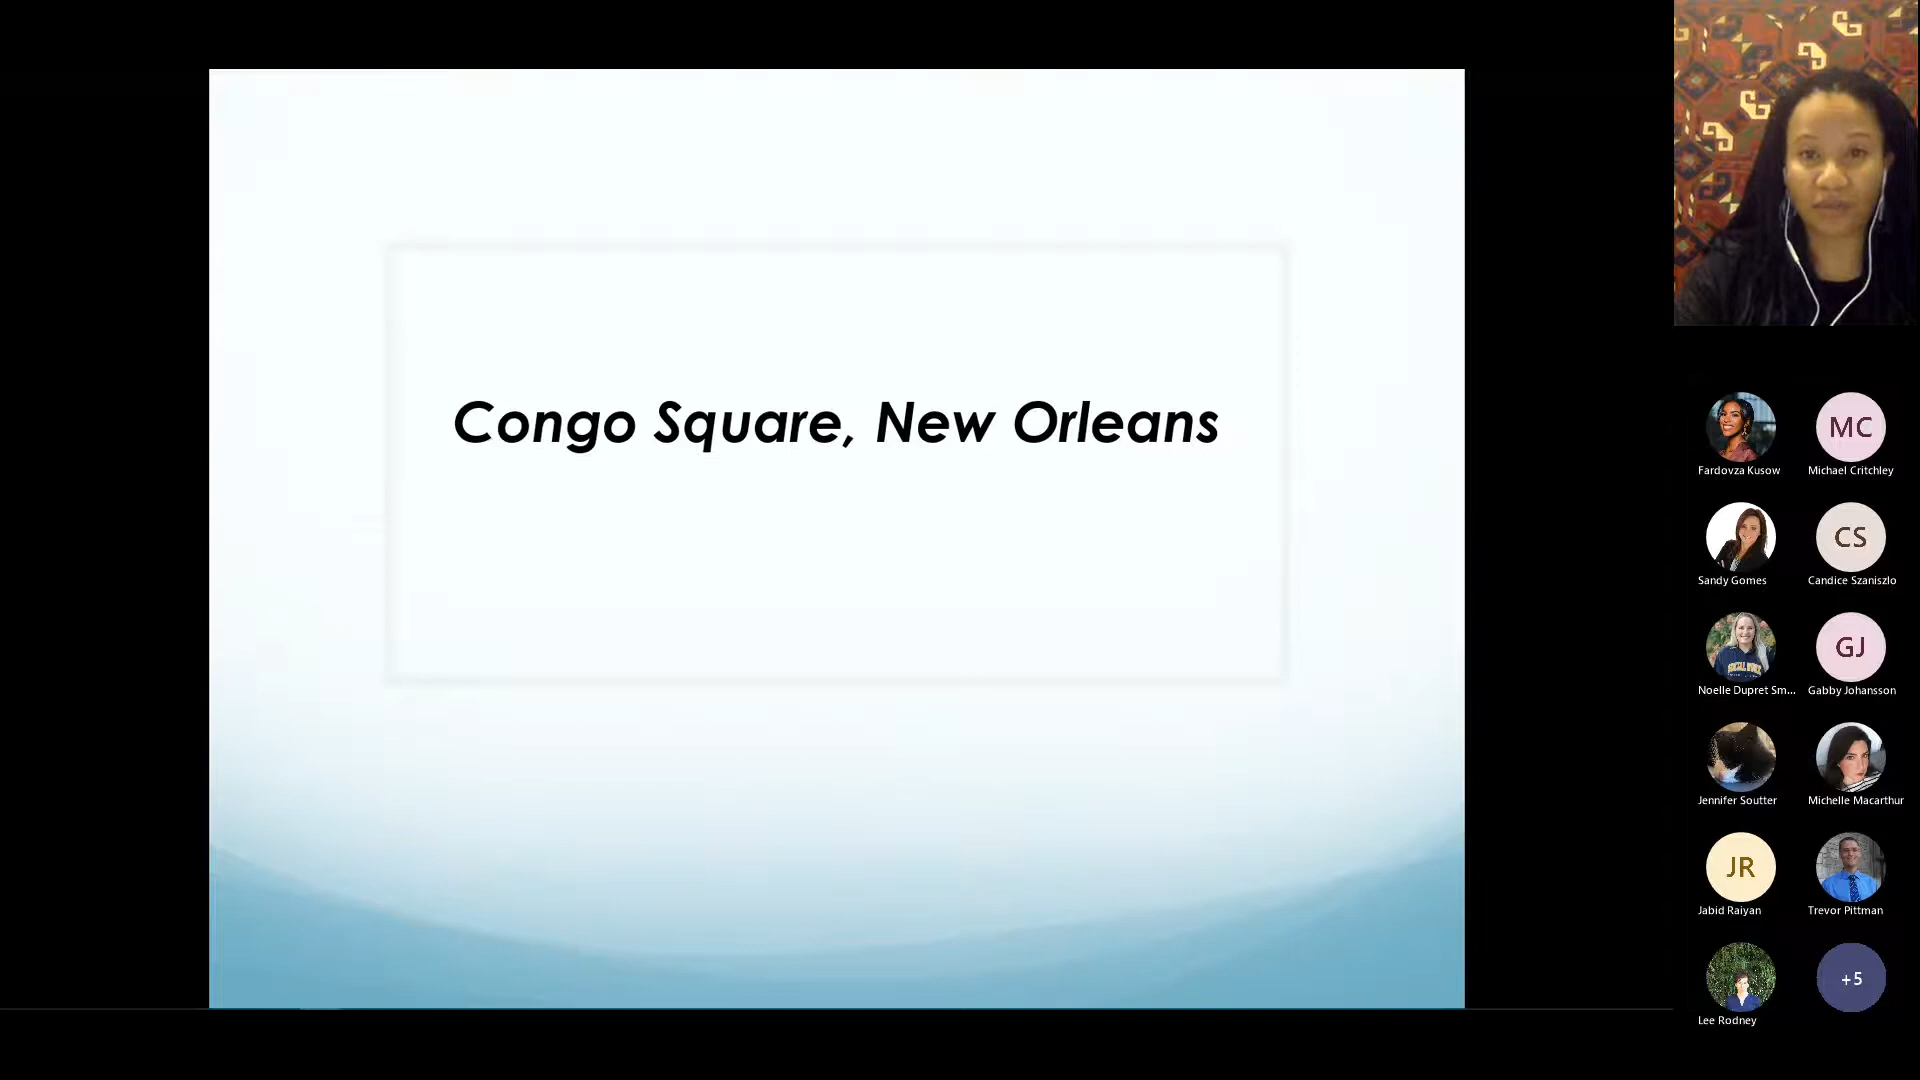 Congo Square, New Orleans
MC
Fardovza Kusow
Michael Critchley
CS
Sandy Gomes
Candice Szaniszlo
GJ
Noelle Dupret Sm...
Gabby Johansson
Jennifer Soutter
Michelle Macarthur
JR
Jabid Raiyan
Trevor Pittman
+5
Lee Rodney